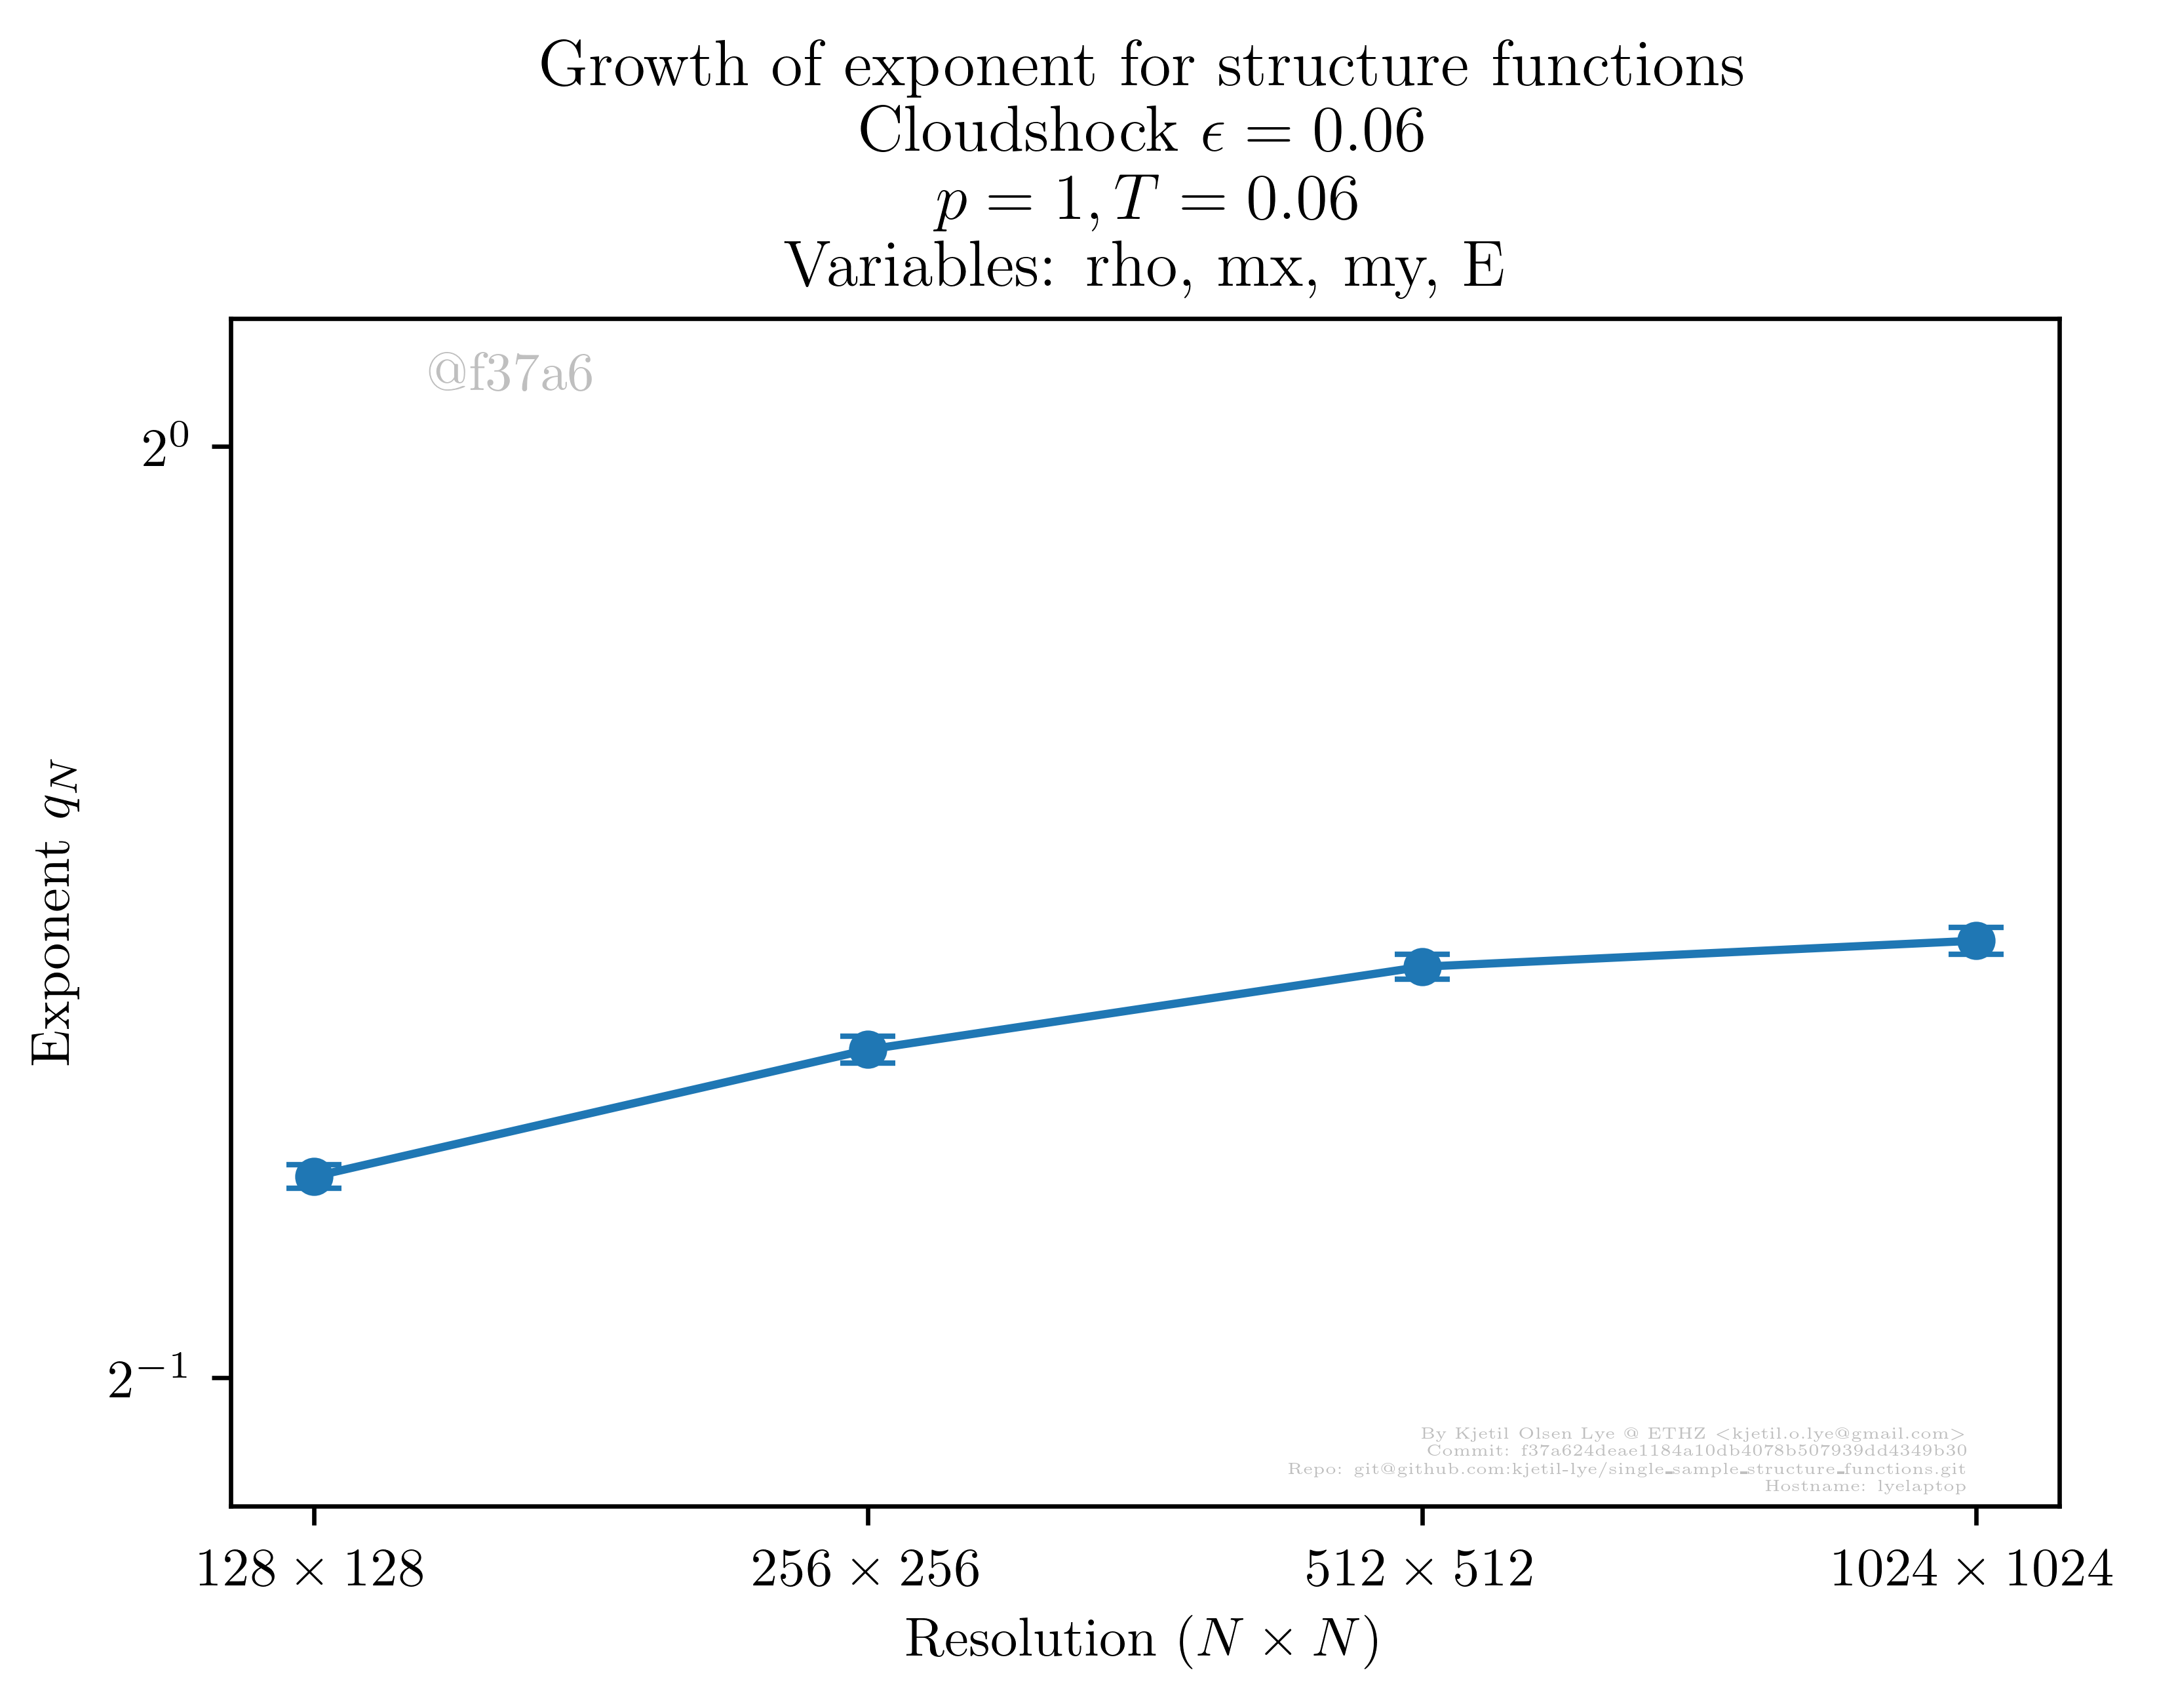 Growth of exponent for structure functions
Cloudshock ϵ = 0.06
p = 1, T = 0.06
Variables: rho, mx, my, E
@f37a6
2⁰
Exponent q_N
2⁻¹
By Kjetil Olsen Lye @ ETHZ <kjetil.o.lye@gmail.com>
Commit: f37a624deae1184a10db4078b507939dd4349b30
Repo: git@github.com:kjetil-lye/single_sample_structure_functions.git
Hostname: lyelaptop
128 × 128 256 × 256 512 × 512 1024 × 1024
Resolution (N × N)